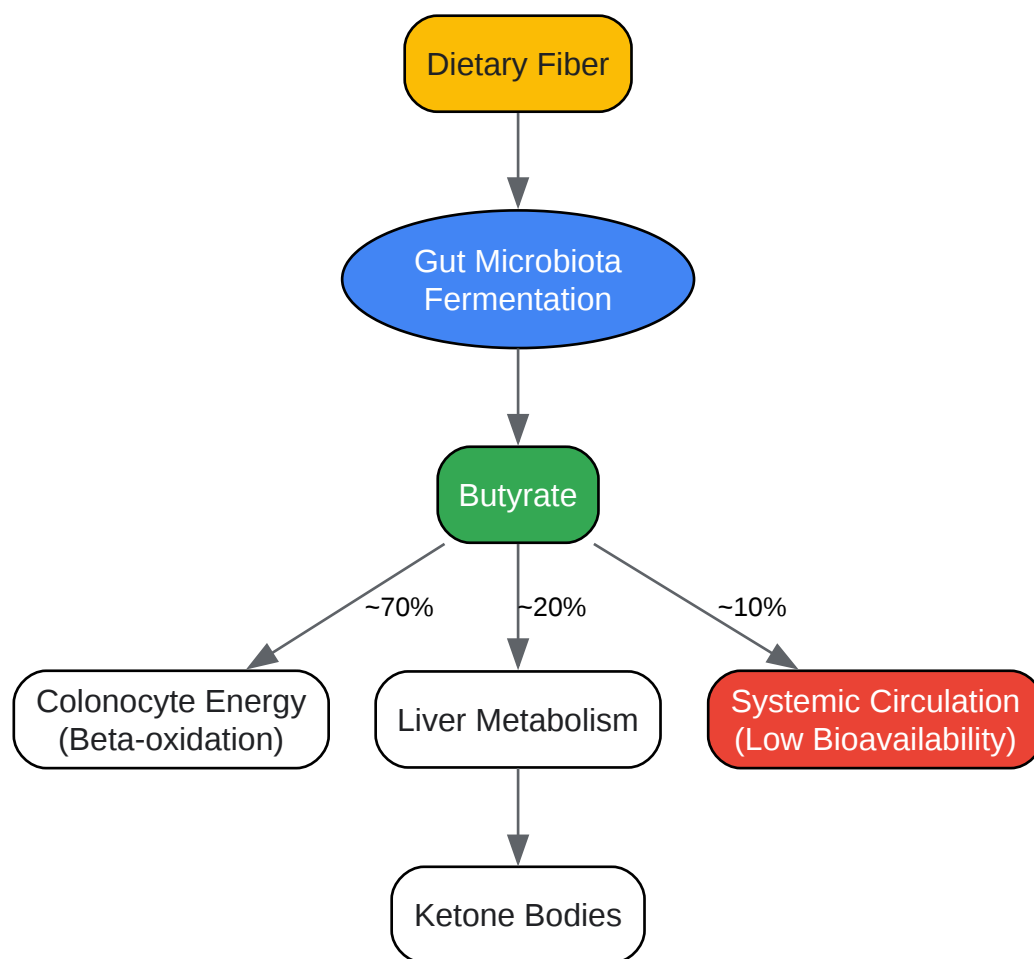 Dietary Fiber
Gut Microbiota
Fermentation
Butyrate
~70%
~20%
~10%
Colonocyte Energy
(Beta-oxidation)
Liver Metabolism
Systemic Circulation
(Low Bioavailability)
Ketone Bodies